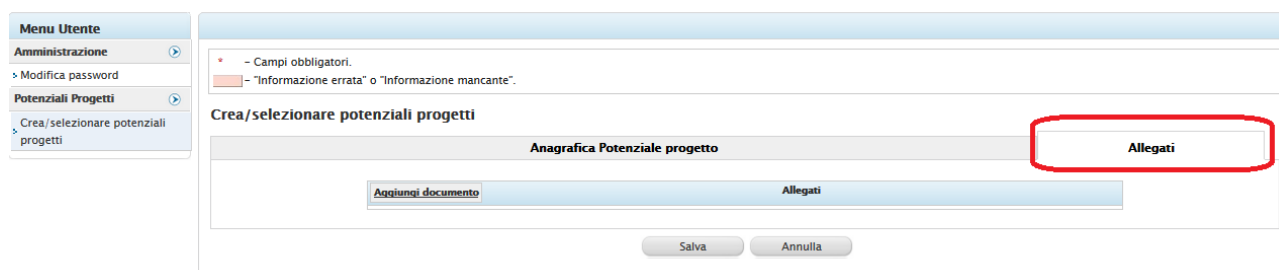 Menu Utente
Amministrazione
Modifica password
Potenziali Progetti
Crea/selezionare potenziali
progetti
* - Campi obbligatori.
- "Informazione errata" o "Informazione mancante".
Crea/selezionare potenziali progetti
Anagrafica Potenziale progetto
Allegati
Aggiungi documento
Allegati
Salva
Annulla